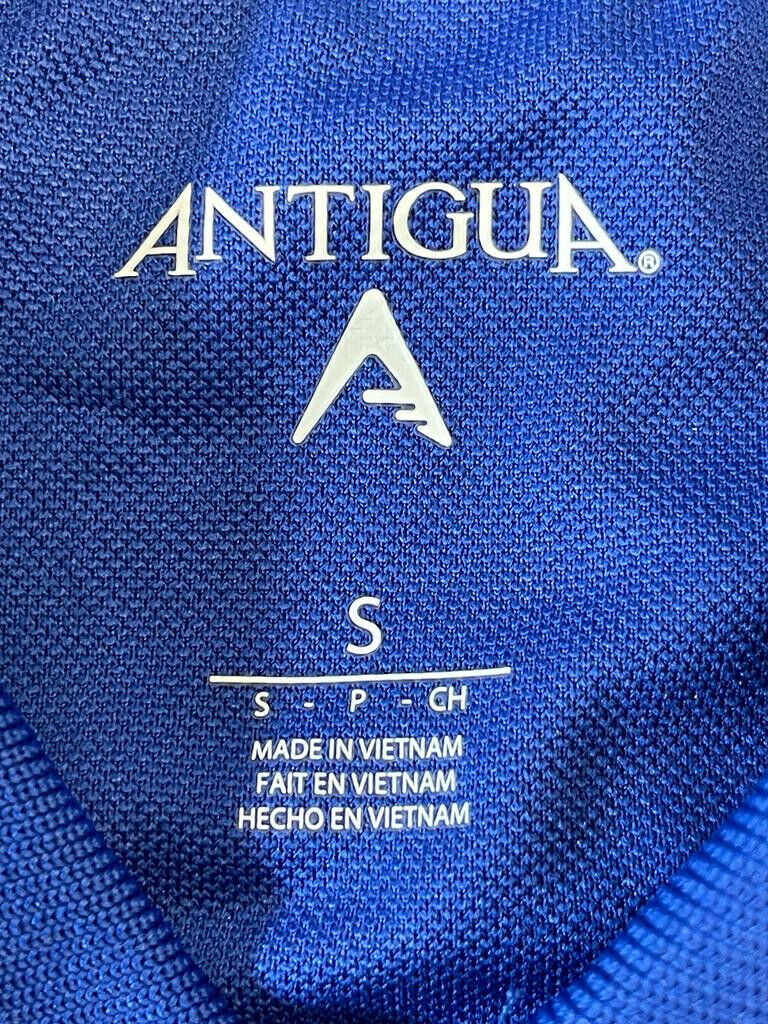 ANTIGUA®
S
S - P - CH
MADE IN VIETNAM
FAIT EN VIETNAM
HECHO EN VIETNAM